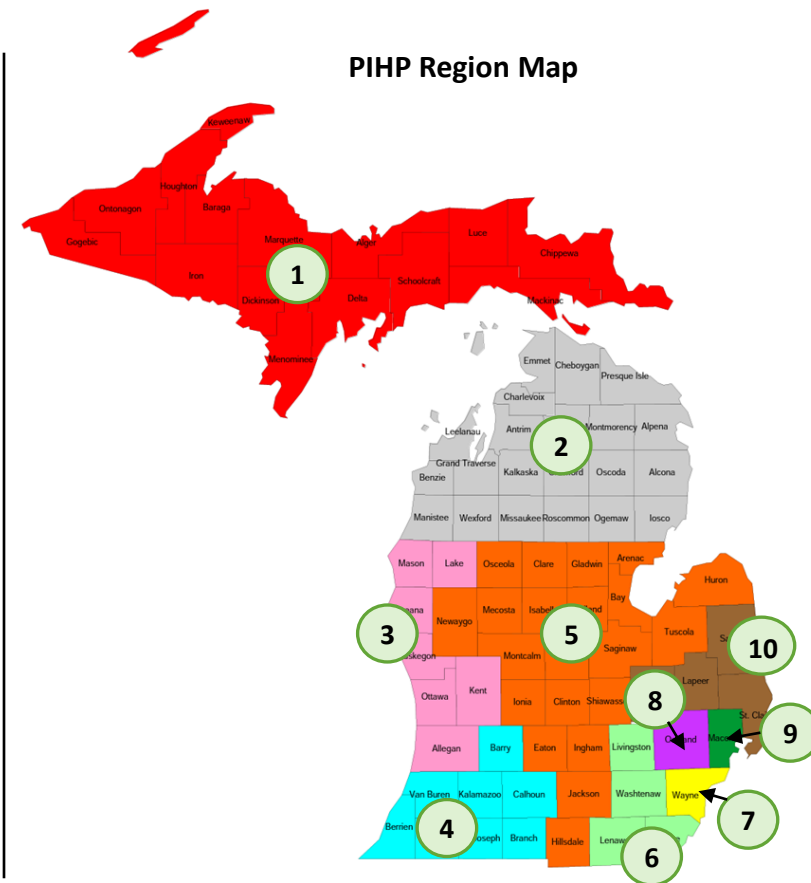 PIHP Region Map
Keweenaw
Houghton
Ontonagon
Baraga
Gogebic
Marquette
Alger
Luce
Chippewa
Iron
Schoolcraft
Dickinson
Delta
Mackinac
1
Menominee
Emmet
Cheboygan
Presque Isle
Charlevoix
Antrim
Montmorency
Alpena
Leelanau
2
Grand Traverse
Benzie
Kalkaska
Oscoda
Alcona
Manistee
Wexford
Missaukee
Roscommon
Ogemaw
Iosco
Mason
Lake
Osceola
Clare
Gladwin
Arenac
Huron
Bay
Newaygo
Mecosta
3
5
Saginaw
Tuscola
10
Montcalm
Ottawa
Kent
Lapeer
Ionia
Clinton
8
Allegan
Barry
Eaton
Ingham
Livingston
9
Van Buren
Kalamazoo
Calhoun
Jackson
Washtenaw
Wayne
Berrien
4
7
Branch
Hillsdale
6